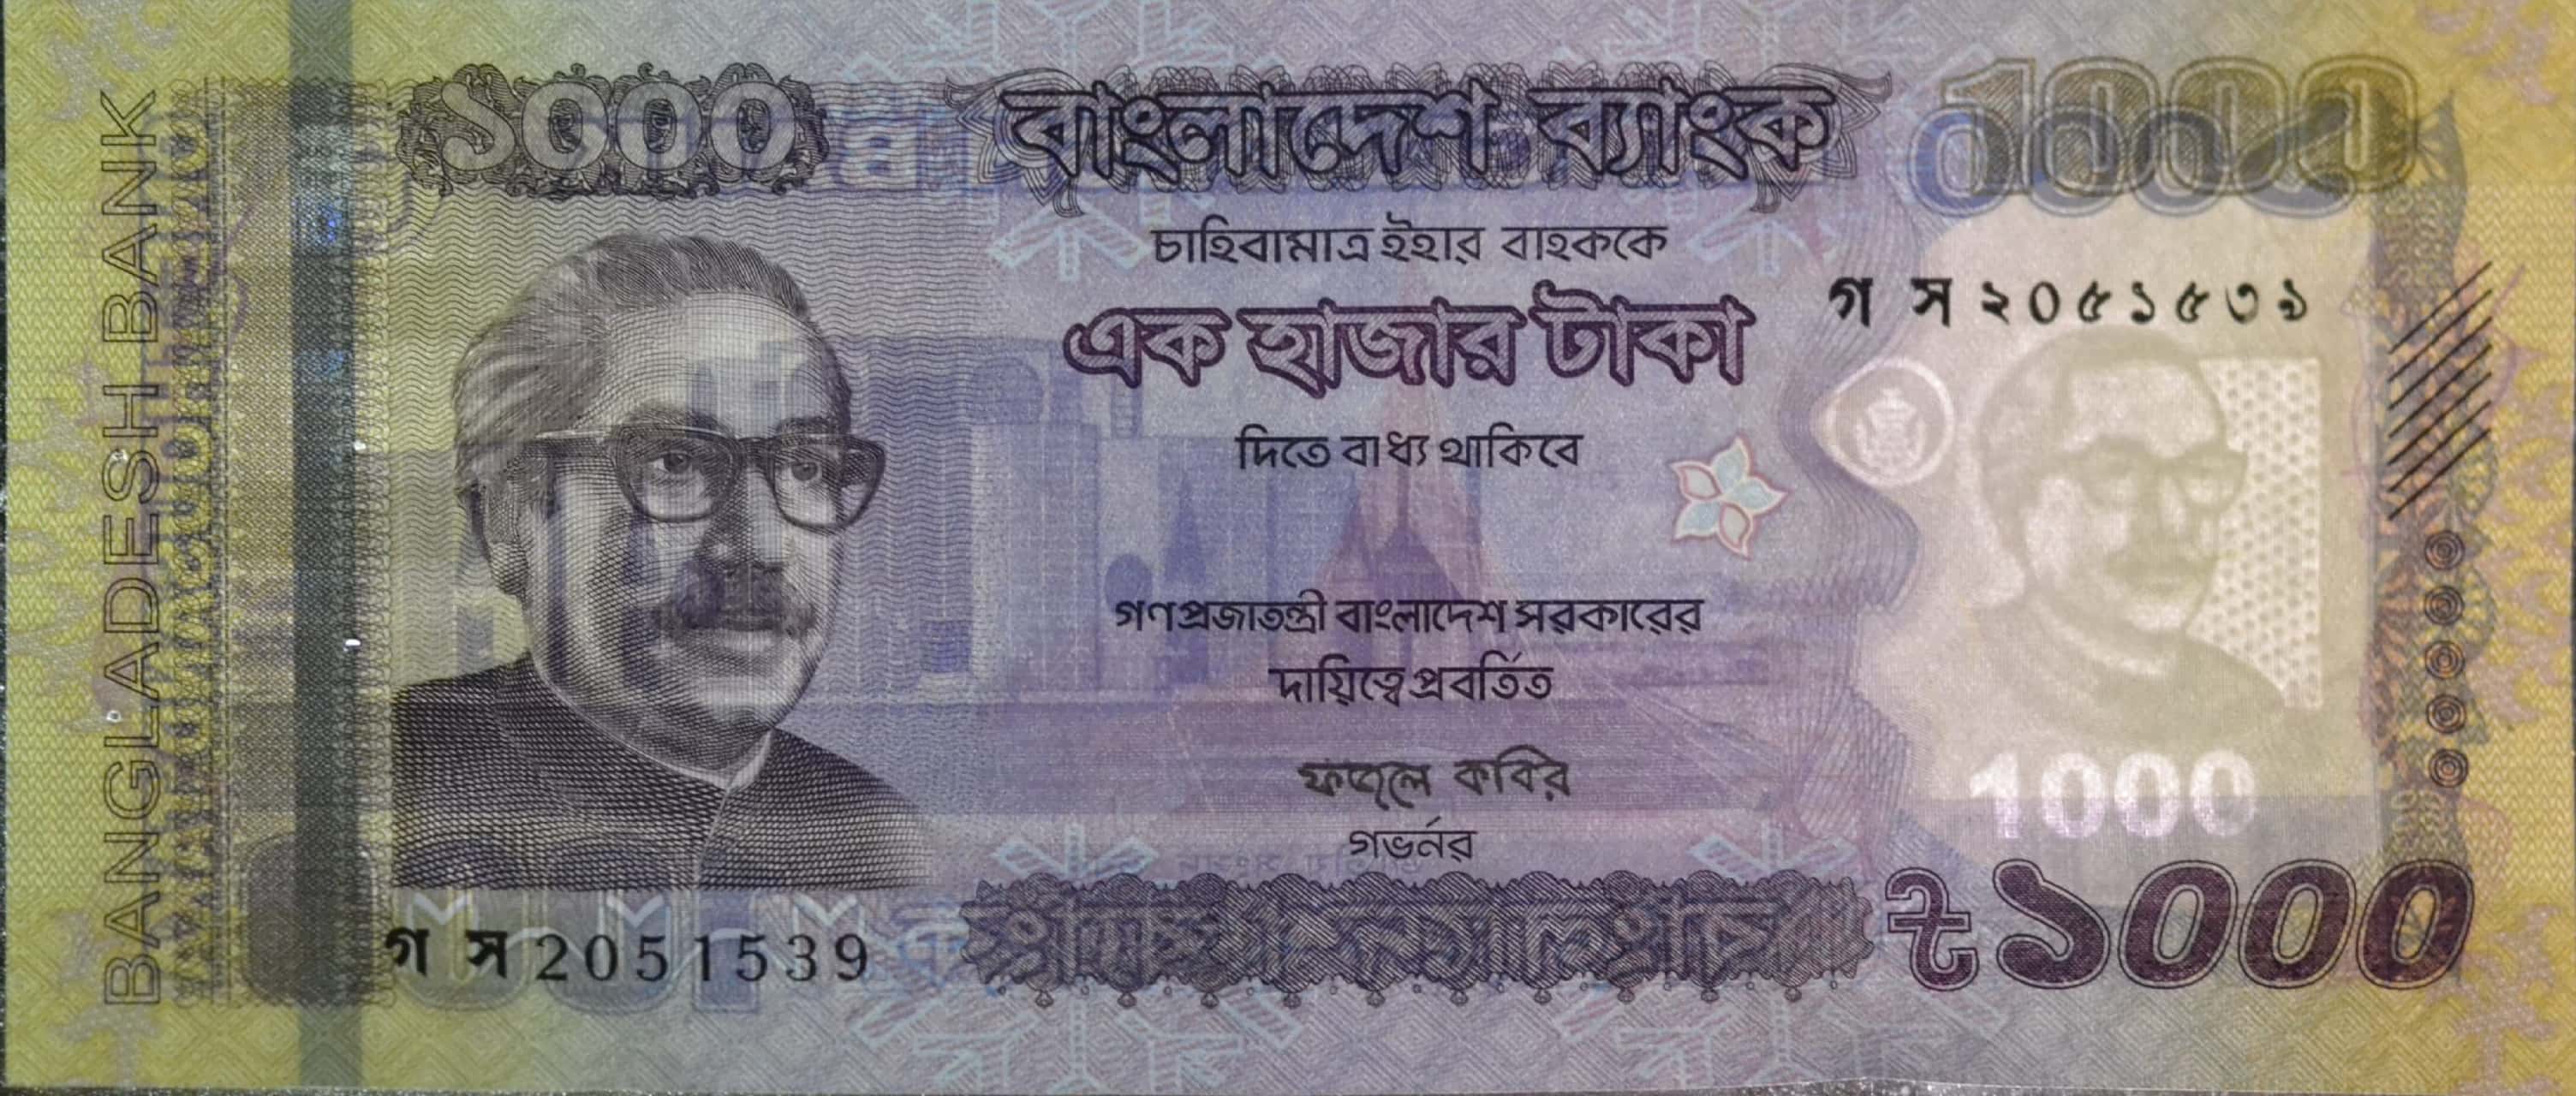 ১০০০
বাংলাদেশ ব্যাংক
1000
চাহিবামাত্র ইহার বাহককে
এক হাজার টাকা
দিতে বাধ্য থাকিবে
গ স ২০৫১৫৩৯
গণপ্রজাতন্ত্রী বাংলাদেশ সরকারের
দায়িত্বে প্রবর্তিত
ফজলে কবির
গভর্নর
1000
গ স 2051539
৳১০০০
BANGLADESH BANK